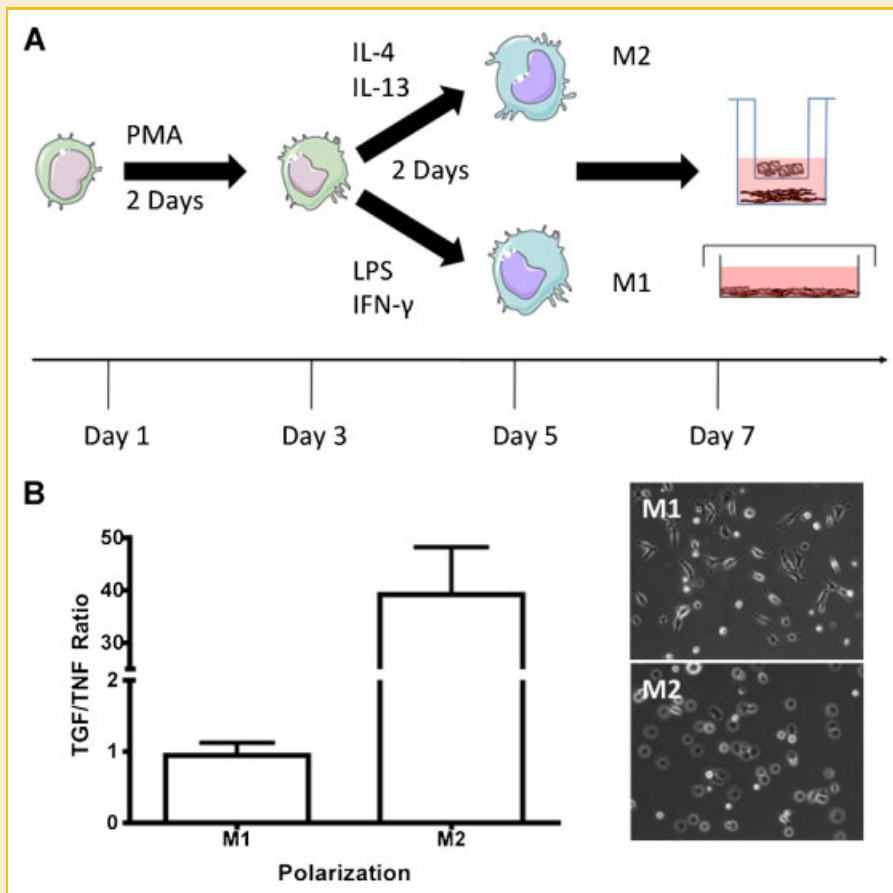 A
PMA
2 Days
IL-4
IL-13
2 Days
LPS
IFN-γ
M2
M1
Day 1
Day 3
Day 5
Day 7
B
TGF/TNF Ratio
50
40
30
2
1
0
M1
M2
Polarization
M1
M2